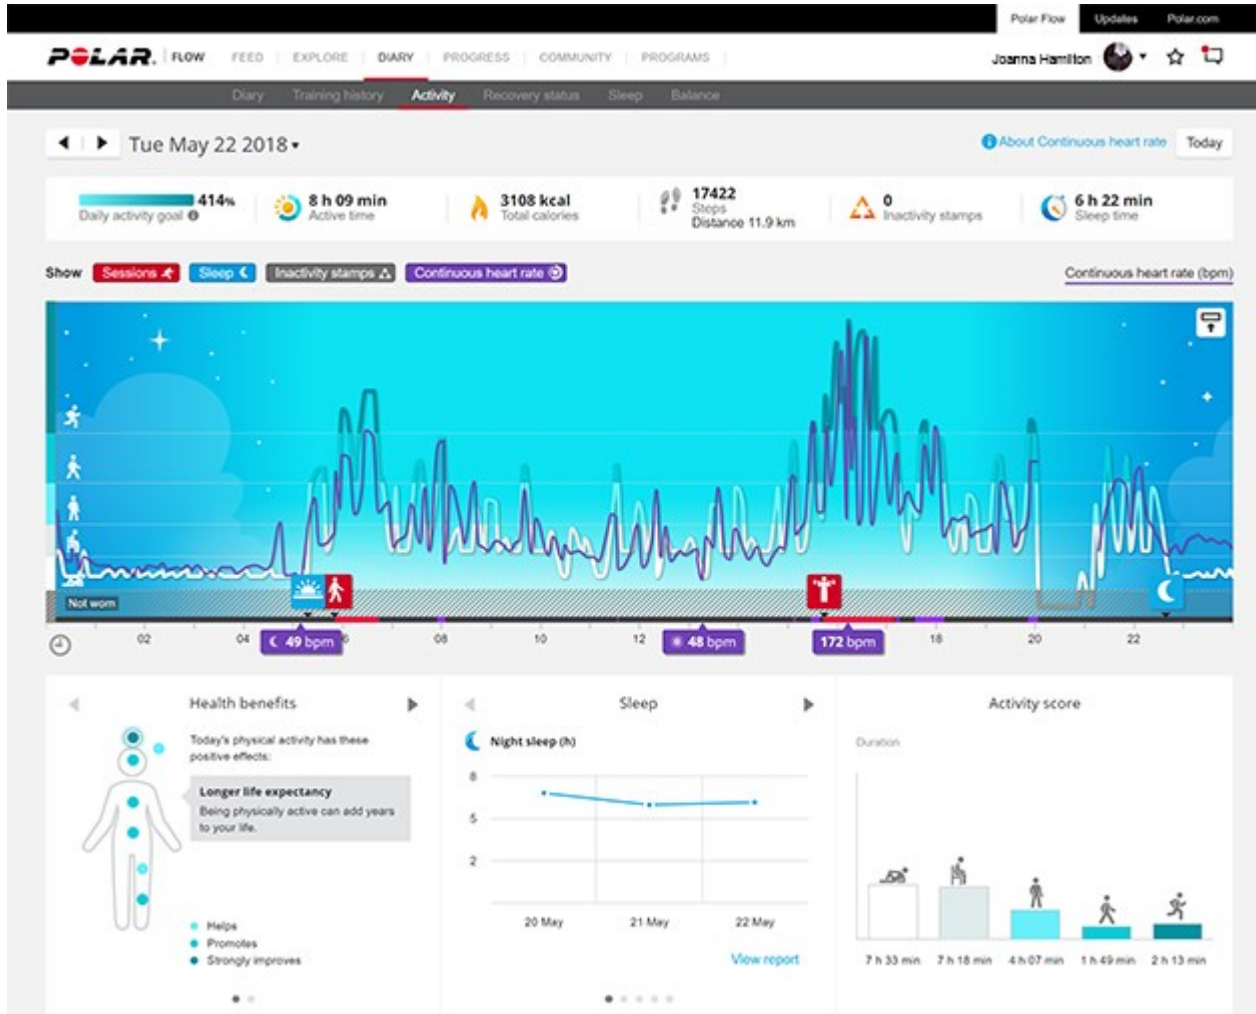 Polar Flow Updates Polar.com
POLAR. FLOW FEED EXPLORE DIARY PROGRESS COMMUNITY PROGRAMS Joanna Hamilton
Diary Training history Activity Recovery status Sleep Balance
Tue May 22 2018 About Continuous heart rate Today
414%
Daily activity goal
8 h 09 min
Active time
3108 kcal
Total calories
17422
Steps
Distance 11.9 km
0
Inactivity stamps
6 h 22 min
Sleep time
Show Sessions Sleep Inactivity stamps Continuous heart rate Continuous heart rate (bpm)
Not worn
02 04 6 08 10 12 18 20 22
49 bpm 48 bpm 172 bpm
Health benefits
Today's physical activity has these
positive effects:
Longer life expectancy
Being physically active can add years
to your life.
Helps
Promotes
Strongly improves
Sleep
Night sleep (h)
8
5
2
20 May 21 May 22 May
View report
Activity score
Duration
7 h 33 min 7 h 18 min 4 h 07 min 1 h 49 min 2 h 13 min